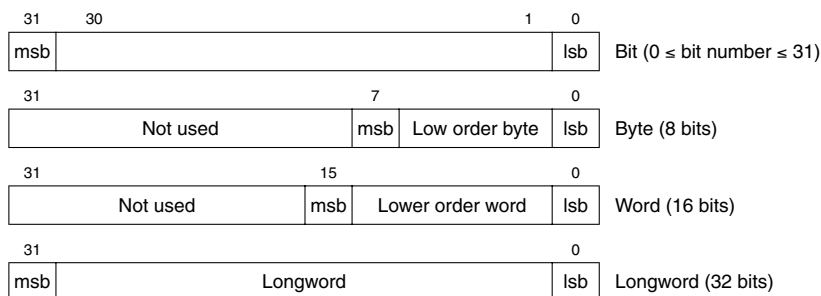 31 30 1 0
msb lsb Bit (0 ≤ bit number ≤ 31)
31 7 0
Not used msb Low order byte lsb Byte (8 bits)
31 15 0
Not used msb Lower order word lsb Word (16 bits)
31 0
msb Longword lsb Longword (32 bits)